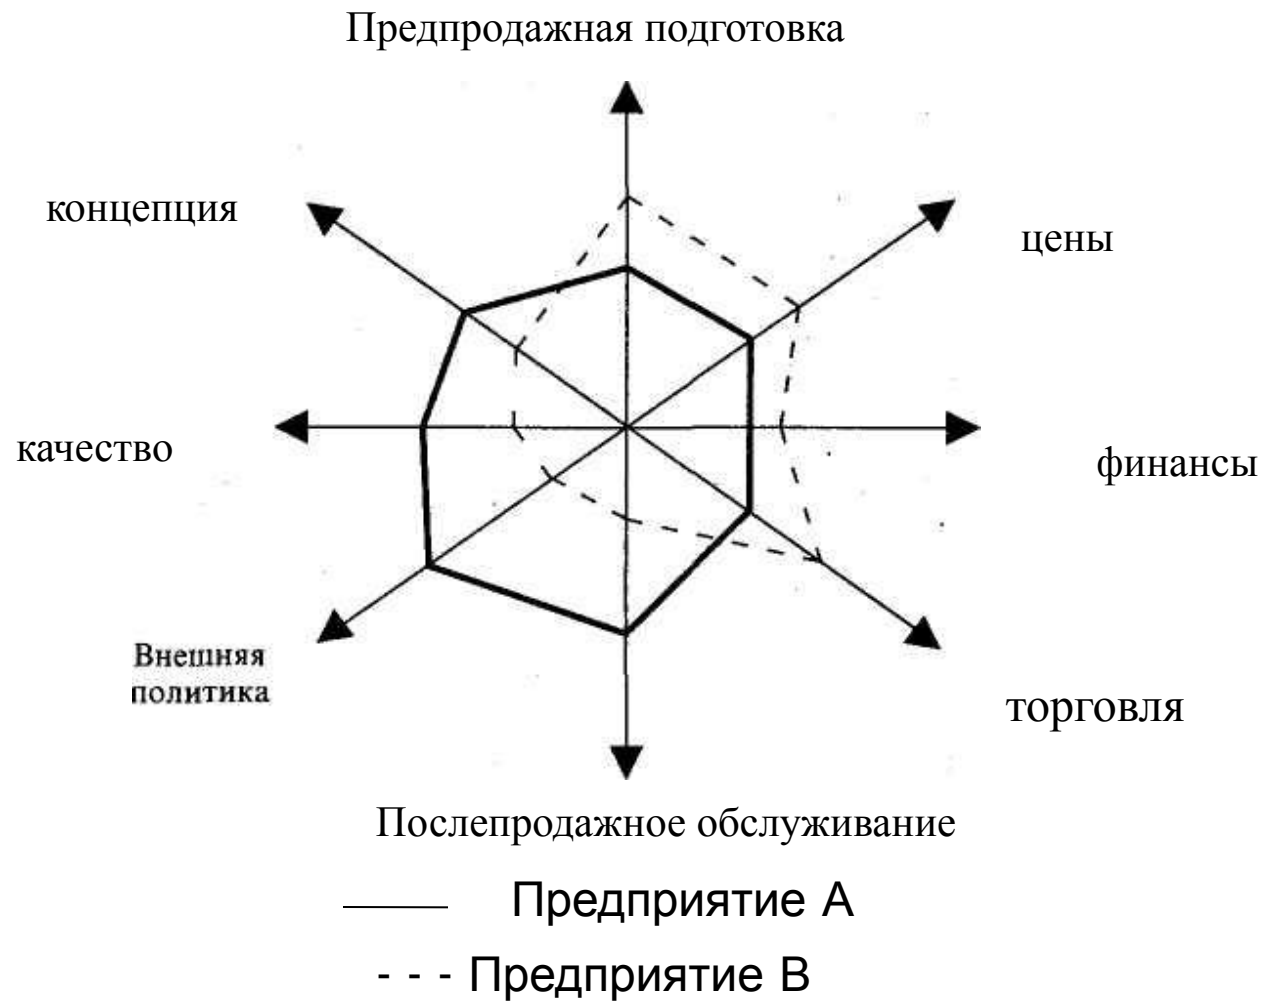 Предпродажная подготовка
концепция
цены
качество
финансы
Внешняя
политика
торговля
Послепродажное обслуживание
Предприятие А
- - - Предприятие В